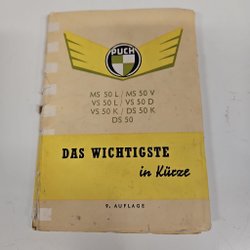 PUCH
MS 50 L / MS 50 V
VS 50 L / VS 50 D
VS 50 K / DS 50 K
DS 50
DAS WICHTIGSTE
in Kürze
9. AUFLAGE